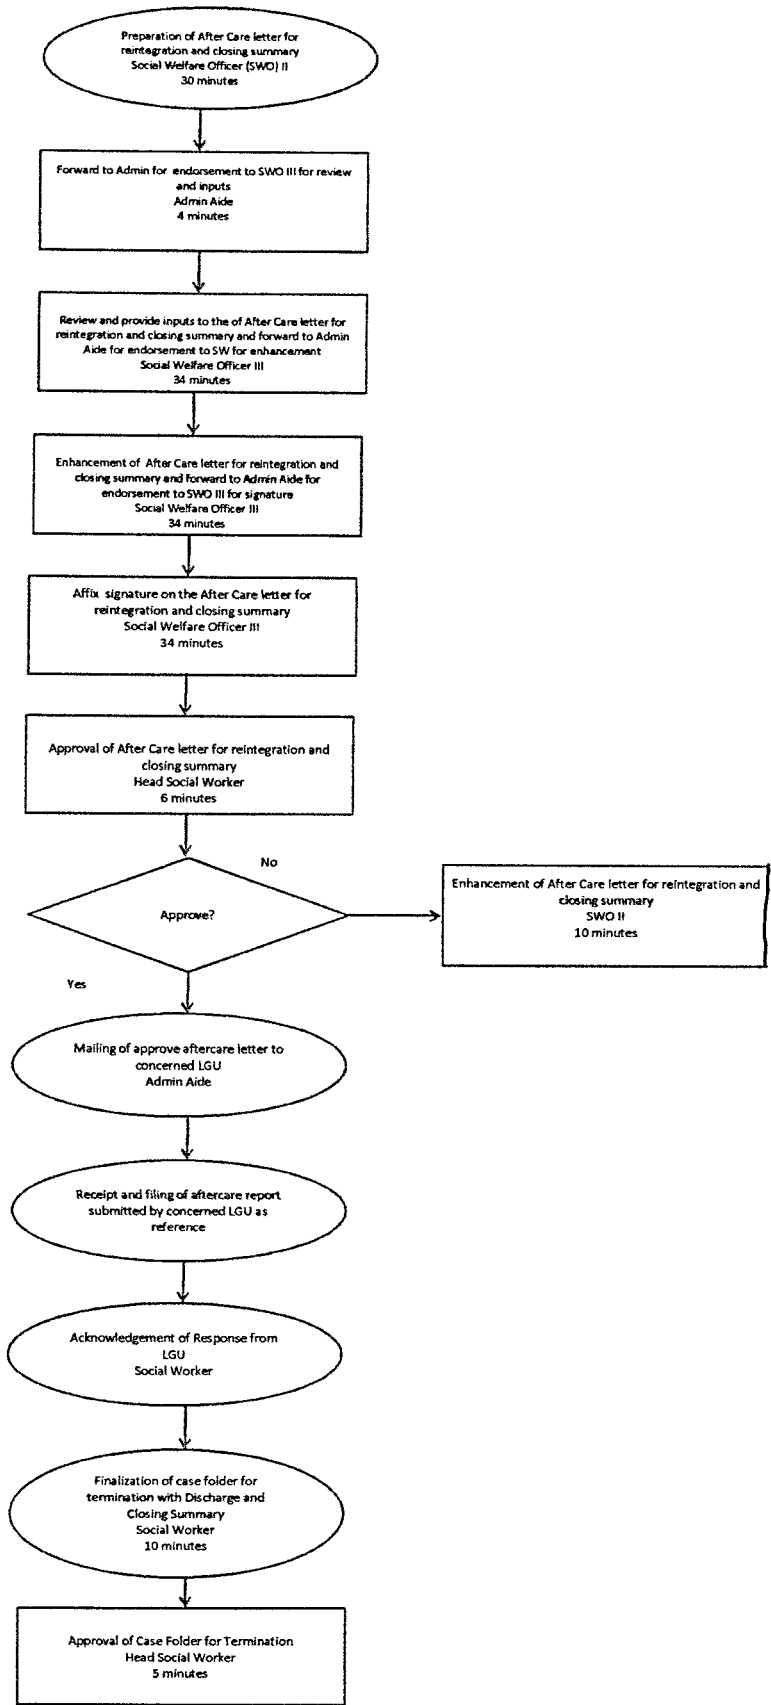 Preparation of After Care letter for
reintegration and closing summary
Social Welfare Officer (SWO) II
30 minutes
Forward to Admin for endorsement to SWO III for review
and inputs
Admin Aide
4 minutes
Review and provide inputs to the of After Care letter for
reintegration and closing summary and forward to Admin
Aide for endorsement to SW for enhancement
Social Welfare Officer III
34 minutes
Enhancement of After Care letter for reintegration and
closing summary and forward to Admin Aide for
endorsement to SWO III for signature
Social Welfare Officer III
34 minutes
Affix signature on the After Care letter for
reintegration and closing summary
Social Welfare Officer III
34 minutes
Approval of After Care letter for reintegration and
closing summary
Head Social Worker
6 minutes
No
Approve?
Enhancement of After Care letter for reintegration and
closing summary
SWO II
10 minutes
Yes
Mailing of approve aftercare letter to
concerned LGU
Admin Aide
Receipt and filing of aftercare report
submitted by concerned LGU as
reference
Acknowledgement of Response from
LGU
Social Worker
Finalization of case folder for
termination with Discharge and
Closing Summary
Social Worker
10 minutes
Approval of Case Folder for Termination
Head Social Worker
5 minutes